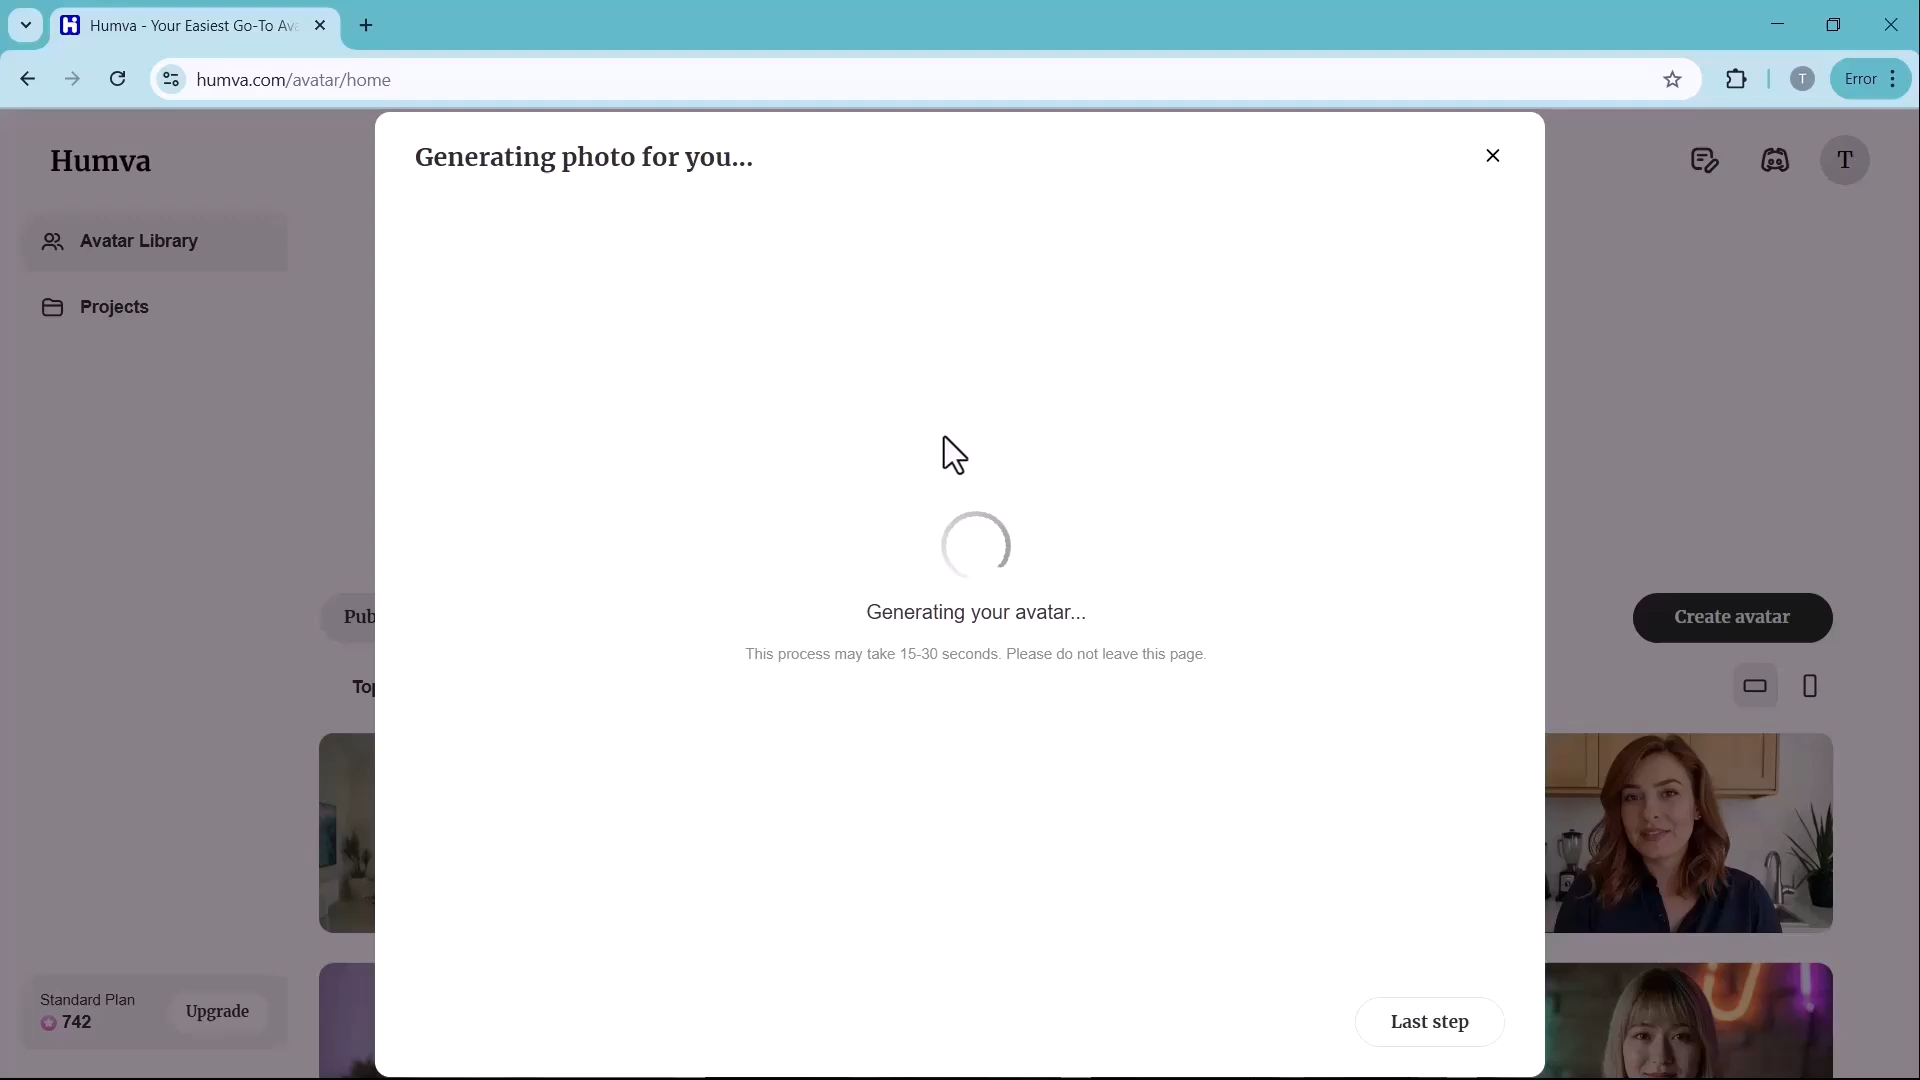 Humva - Your Easiest Go-To Av
humva.com/avatar/home
T
Error
Humva
Generating photo for you...
T
Avatar Library
Projects
Generating your avatar...
This process may take 15-30 seconds. Please do not leave this page.
Pub
Create avatar
Top
Standard Plan
742
Upgrade
Last step